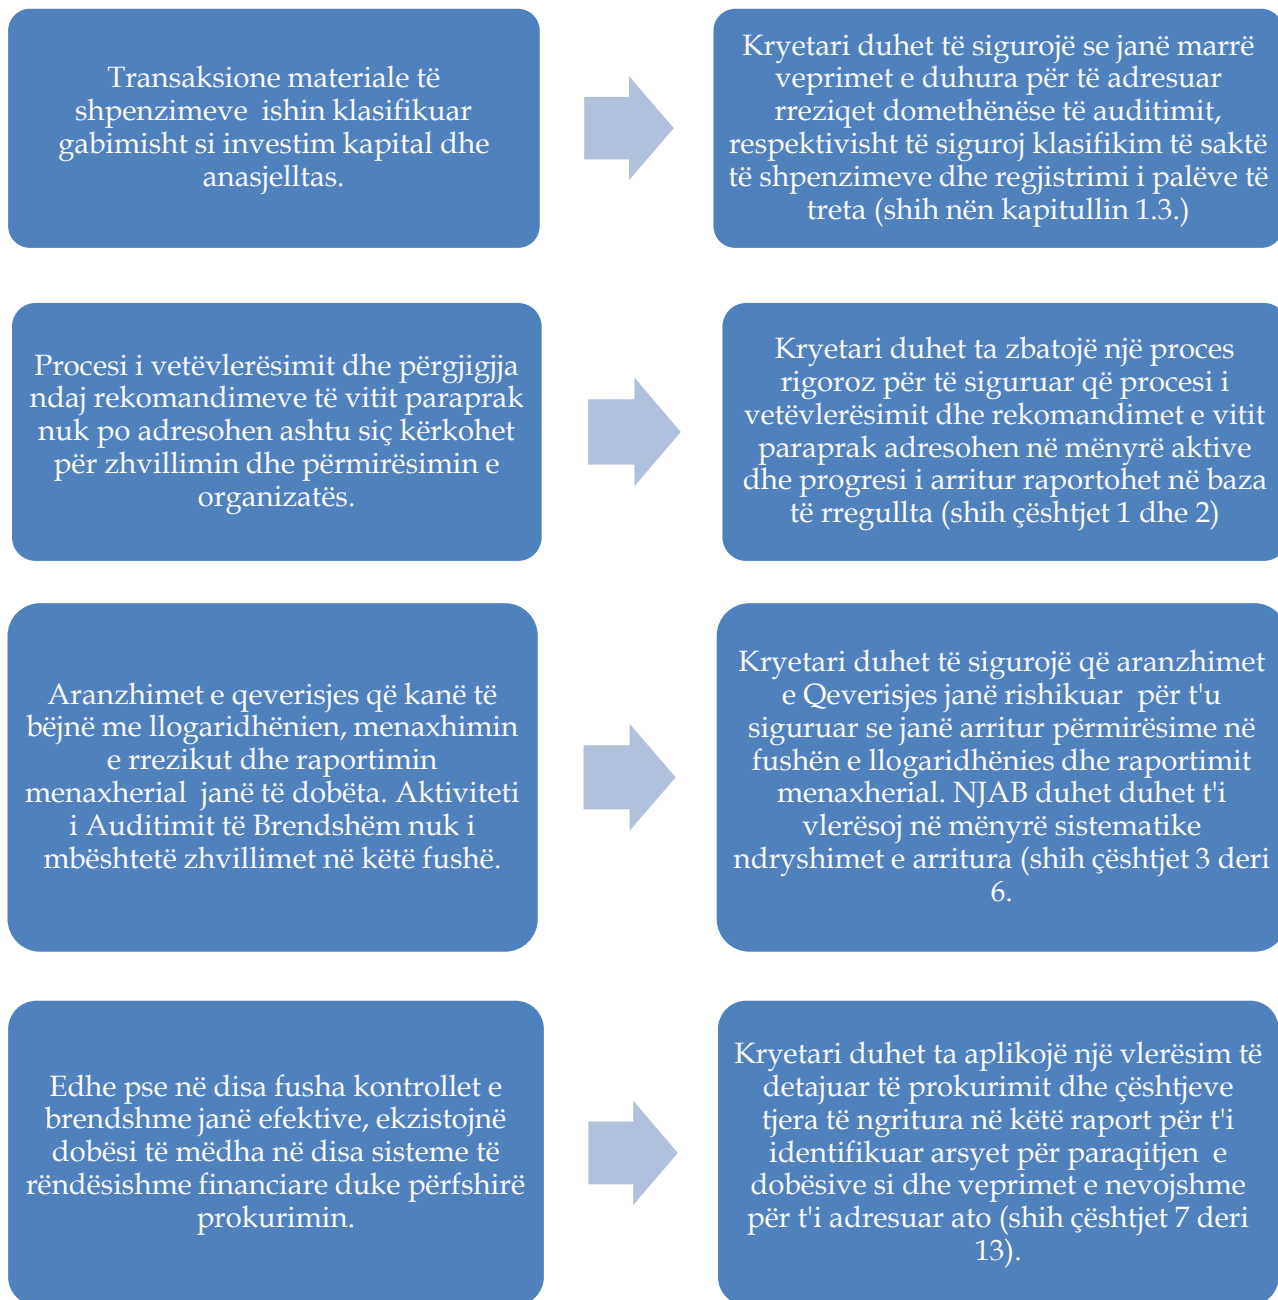 Transaksione materiale të
shpenzimeve ishin klasifikuar
gabimisht si investim kapital dhe
anasjelltas.
Kryetari duhet të sigurojë se janë marrë
veprimet e duhura për të adresuar
rreziqet domethënëse të auditimit,
respektivisht të siguroj klasifikim të saktë
të shpenzimeve dhe regjistrimi i palëve të
treta (shih nën kapitullin 1.3.)
Procesi i vetëvlerësimit dhe përgjigjja
ndaj rekomandimeve të vitit paraprak
nuk po adresohen ashtu siç kërkohet
për zhvillimin dhe përmirësimin e
organizatës.
Kryetari duhet ta zbatojë një proces
rigoroz për të siguruar që procesi i
vetëvlerësimit dhe rekomandimet e vitit
paraprak adresohen në mënyrë aktive
dhe progresi i arritur raportohet në baza
të rregullta (shih çështjet 1 dhe 2)
Aranzhimet e qeverisjes që kanë të
bëjnë me llogaridhënien, menaxhimin
e rrezikut dhe raportimin
menaxherial janë të dobëta. Aktiviteti
i Auditimit të Brendshëm nuk i
mbështetë zhvillimet në këtë fushë.
Kryetari duhet të sigurojë që aranzhimet
e Qeverisjes janë rishikuar për t'u
siguruar se janë arritur përmirësime në
fushën e llogaridhënies dhe raportimit
menaxherial. NJAB duhet duhet t'i
vlerësoj në mënyrë sistematike
ndryshimet e arritura (shih çështjet 3 deri
6.
Edhe pse në disa fusha kontrollet e
brendshme janë efektive, ekzistojnë
dobësi të mëdha në disa sisteme të
rëndësishme financiare duke përfshirë
prokurimin.
Kryetari duhet ta aplikojë një vlerësim të
detajuar të prokurimit dhe çështjeve
tjera të ngritura në këtë raport për t'i
identifikuar arsyet për paraqitjen e
dobësive si dhe veprimet e nevojshme
për t'i adresuar ato (shih çështjet 7 deri
13).